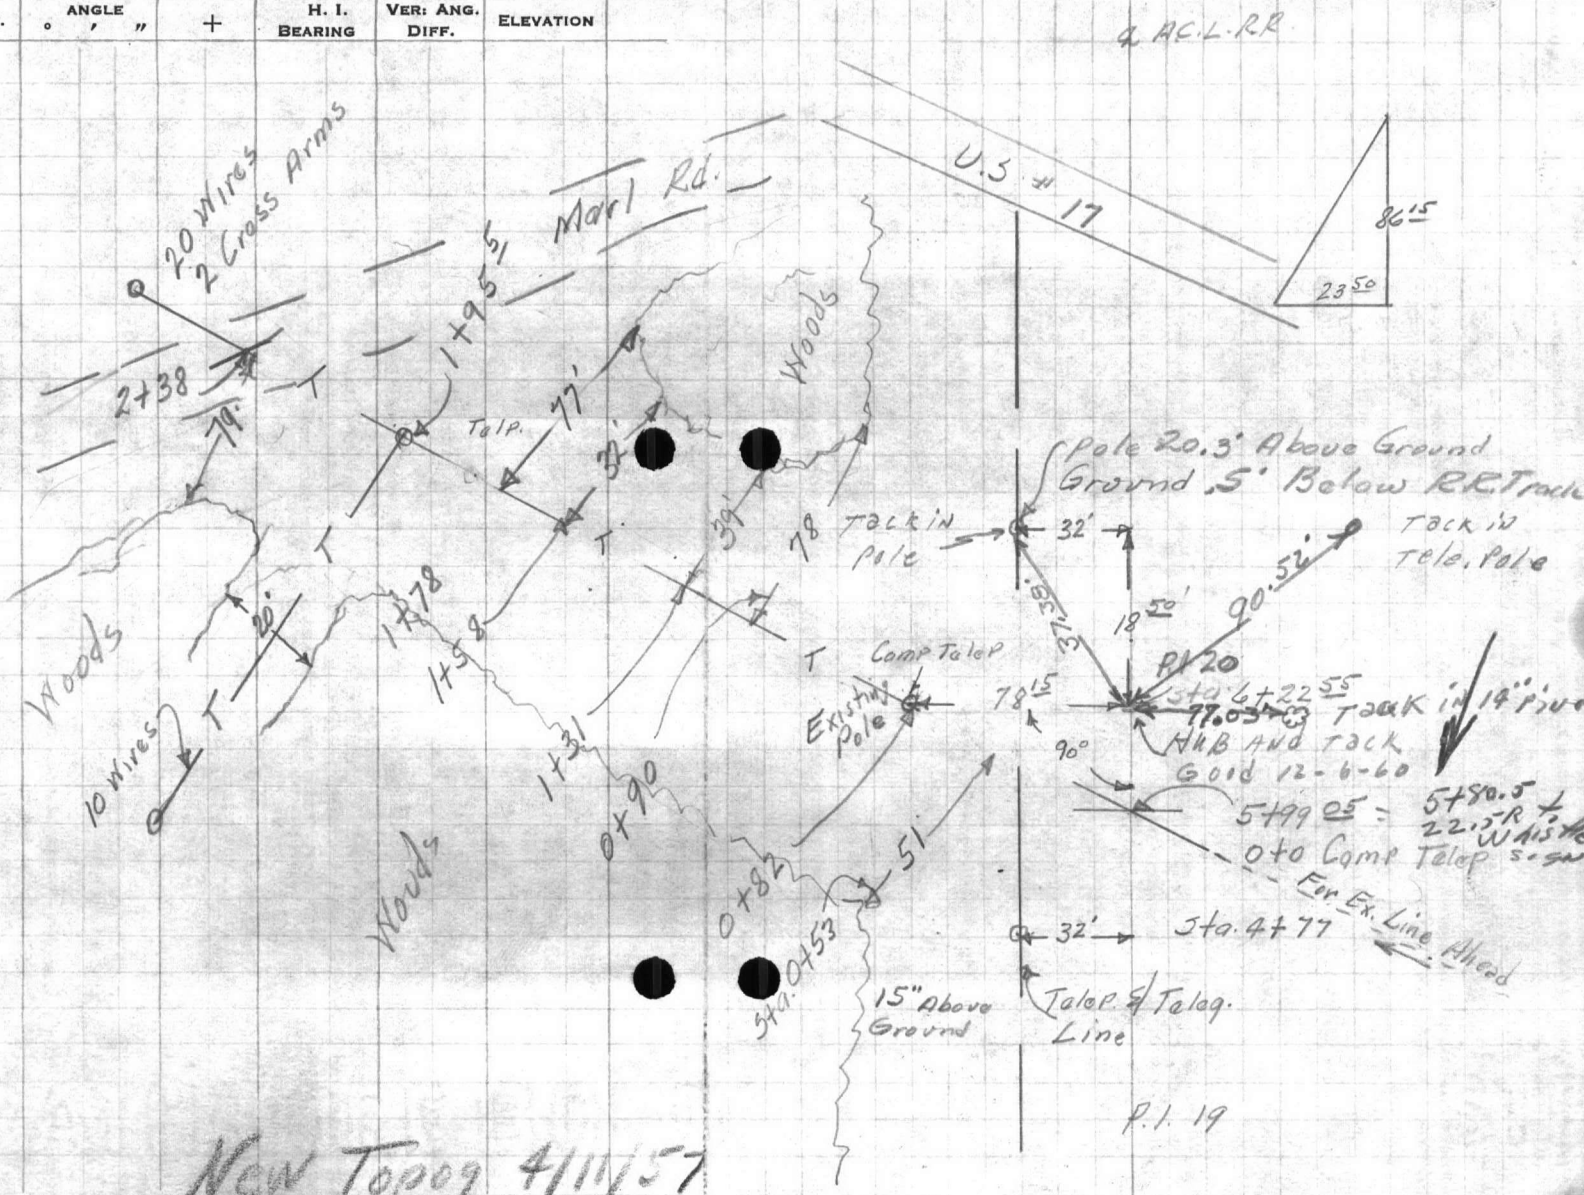 ANGLE
° ′ ″
+
H. I.
BEARING
VER: ANG.
DIFF.
ELEVATION
& A.C.L.R.R.
20 Wires
2 Cross Arms
Marl Rd.
U.S # 17
86 15
23 50
1+95.5
2+38
79'
T
Telp.
77'
32'
Woods
39'
78
T
T
Tack in
Pole
Pole 20.3' Above Ground
Ground .5' Below R.R. Track
32'
Tack in
Tele. Pole
90.52'
37.38'
18 50'
Woods
20'
T
10 Wires
1+78
1+58
1+31
0+90
0+82
Sta. 0+53
Woods
T
Comp Telep
Existing
Pole
78 15
90°
P.I. 20
Sta. 6+22 55
77.03'
Tack in 14" Pine
Hub And Tack
Good 12-6-60
5+99 05 =
5+80.5
22.5 R
Whistle
0+0 Comp Telep
sign
For Ex. Line Ahead
51'
32'
Sta. 4+77
15" Above
Ground
Telep. & Teleg.
Line
P.I. 19
New Topog 4/11/57